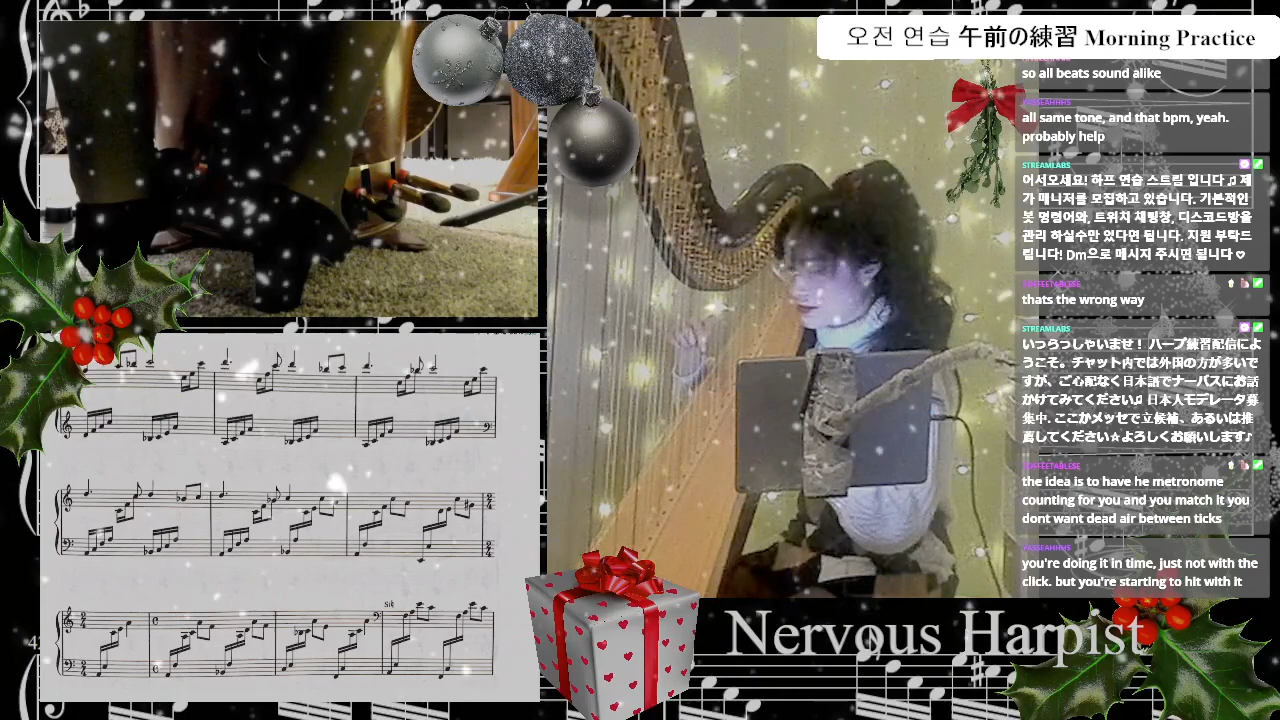 오전 연습 午前の練習 Morning Practice
so all beats sound alike
all same tone, and that bpm, yeah.
probably help
STREAMLABS
어서오세요! 하프 연습 스트림 입니다 ♫ 제
가 매니저를 모집하고 있습니다. 기본적인
봇 명령어와, 트위치 채팅창, 디스코드방을
관리 하실수만 있다면 됩니다. 지원 부탁드
립니다! Dm으로 메시지 주시면 됩니다 ♡
thats the wrong way
STREAMLABS
いらっしゃいませ！ ハープ練習配信によ
うこそ。チャット内では外国の方が多いで
すが、ご心配なく日本語でナーバスにお話
かけてみてください♫ 日本人モデレータ募
集中. ここかメッセで立候補、あるいは推
薦してください☆よろしくお願いします♪
the idea is to have he metronome
counting for you and you match it you
dont want dead air between ticks
you're doing it in time, just not with the
click. but you're starting to hit with it
Nervous Harpist